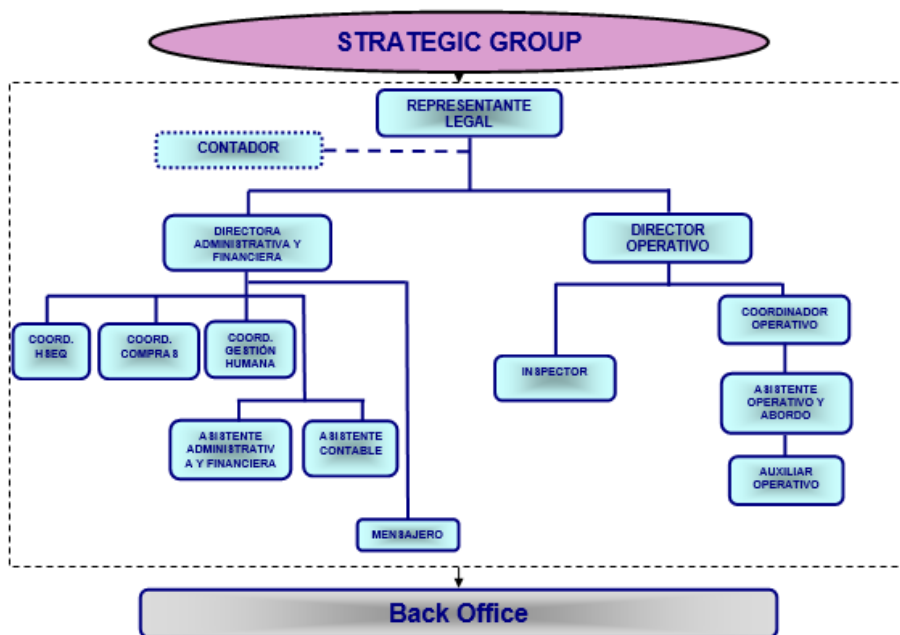 STRATEGIC GROUP
REPRESENTANTE
LEGAL
CONTADOR
DIRECTORA
ADMINISTRATIVA Y
FINANCIERA
DIRECTOR
OPERATIVO
COORD.
HSEQ
COORD.
COMPRAS
COORD.
GESTIÓN
HUMANA
INSPECTOR
COORDINADOR
OPERATIVO
ASISTENTE
OPERATIVO Y
ABORDO
ASISTENTE
ADMINISTRATIV
A Y FINANCIERA
ASISTENTE
CONTABLE
AUXILIAR
OPERATIVO
MENSAJERO
Back Office